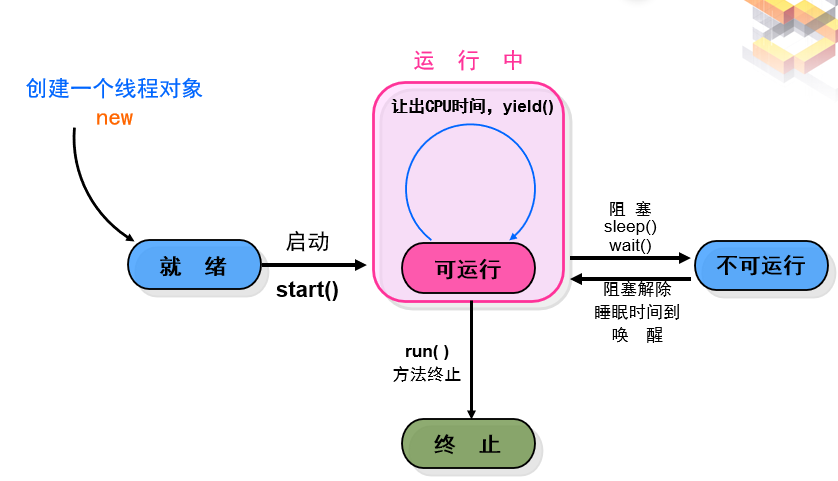 运 行 中
创建一个线程对象
new
让出CPU时间，yield()
可运行
就 绪
启动
start()
阻 塞
sleep()
wait()
不可运行
阻塞解除
睡眠时间到
唤 醒
run( )
方法终止
终 止